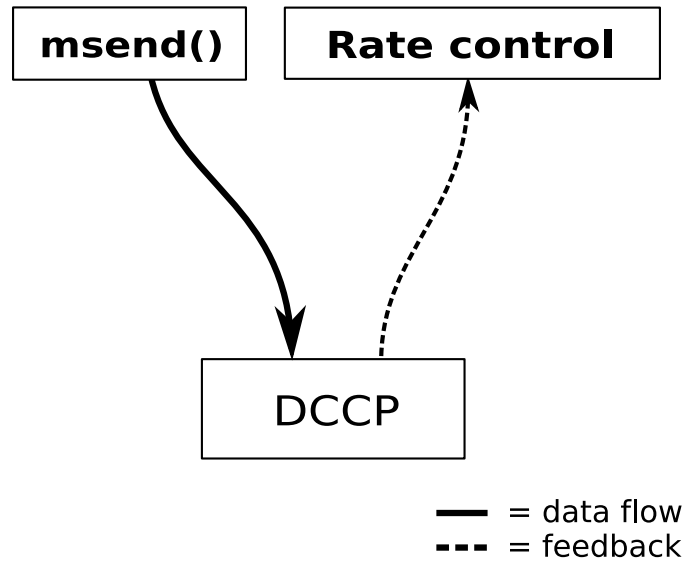 msend()
Rate control
DCCP
= data flow
= feedback